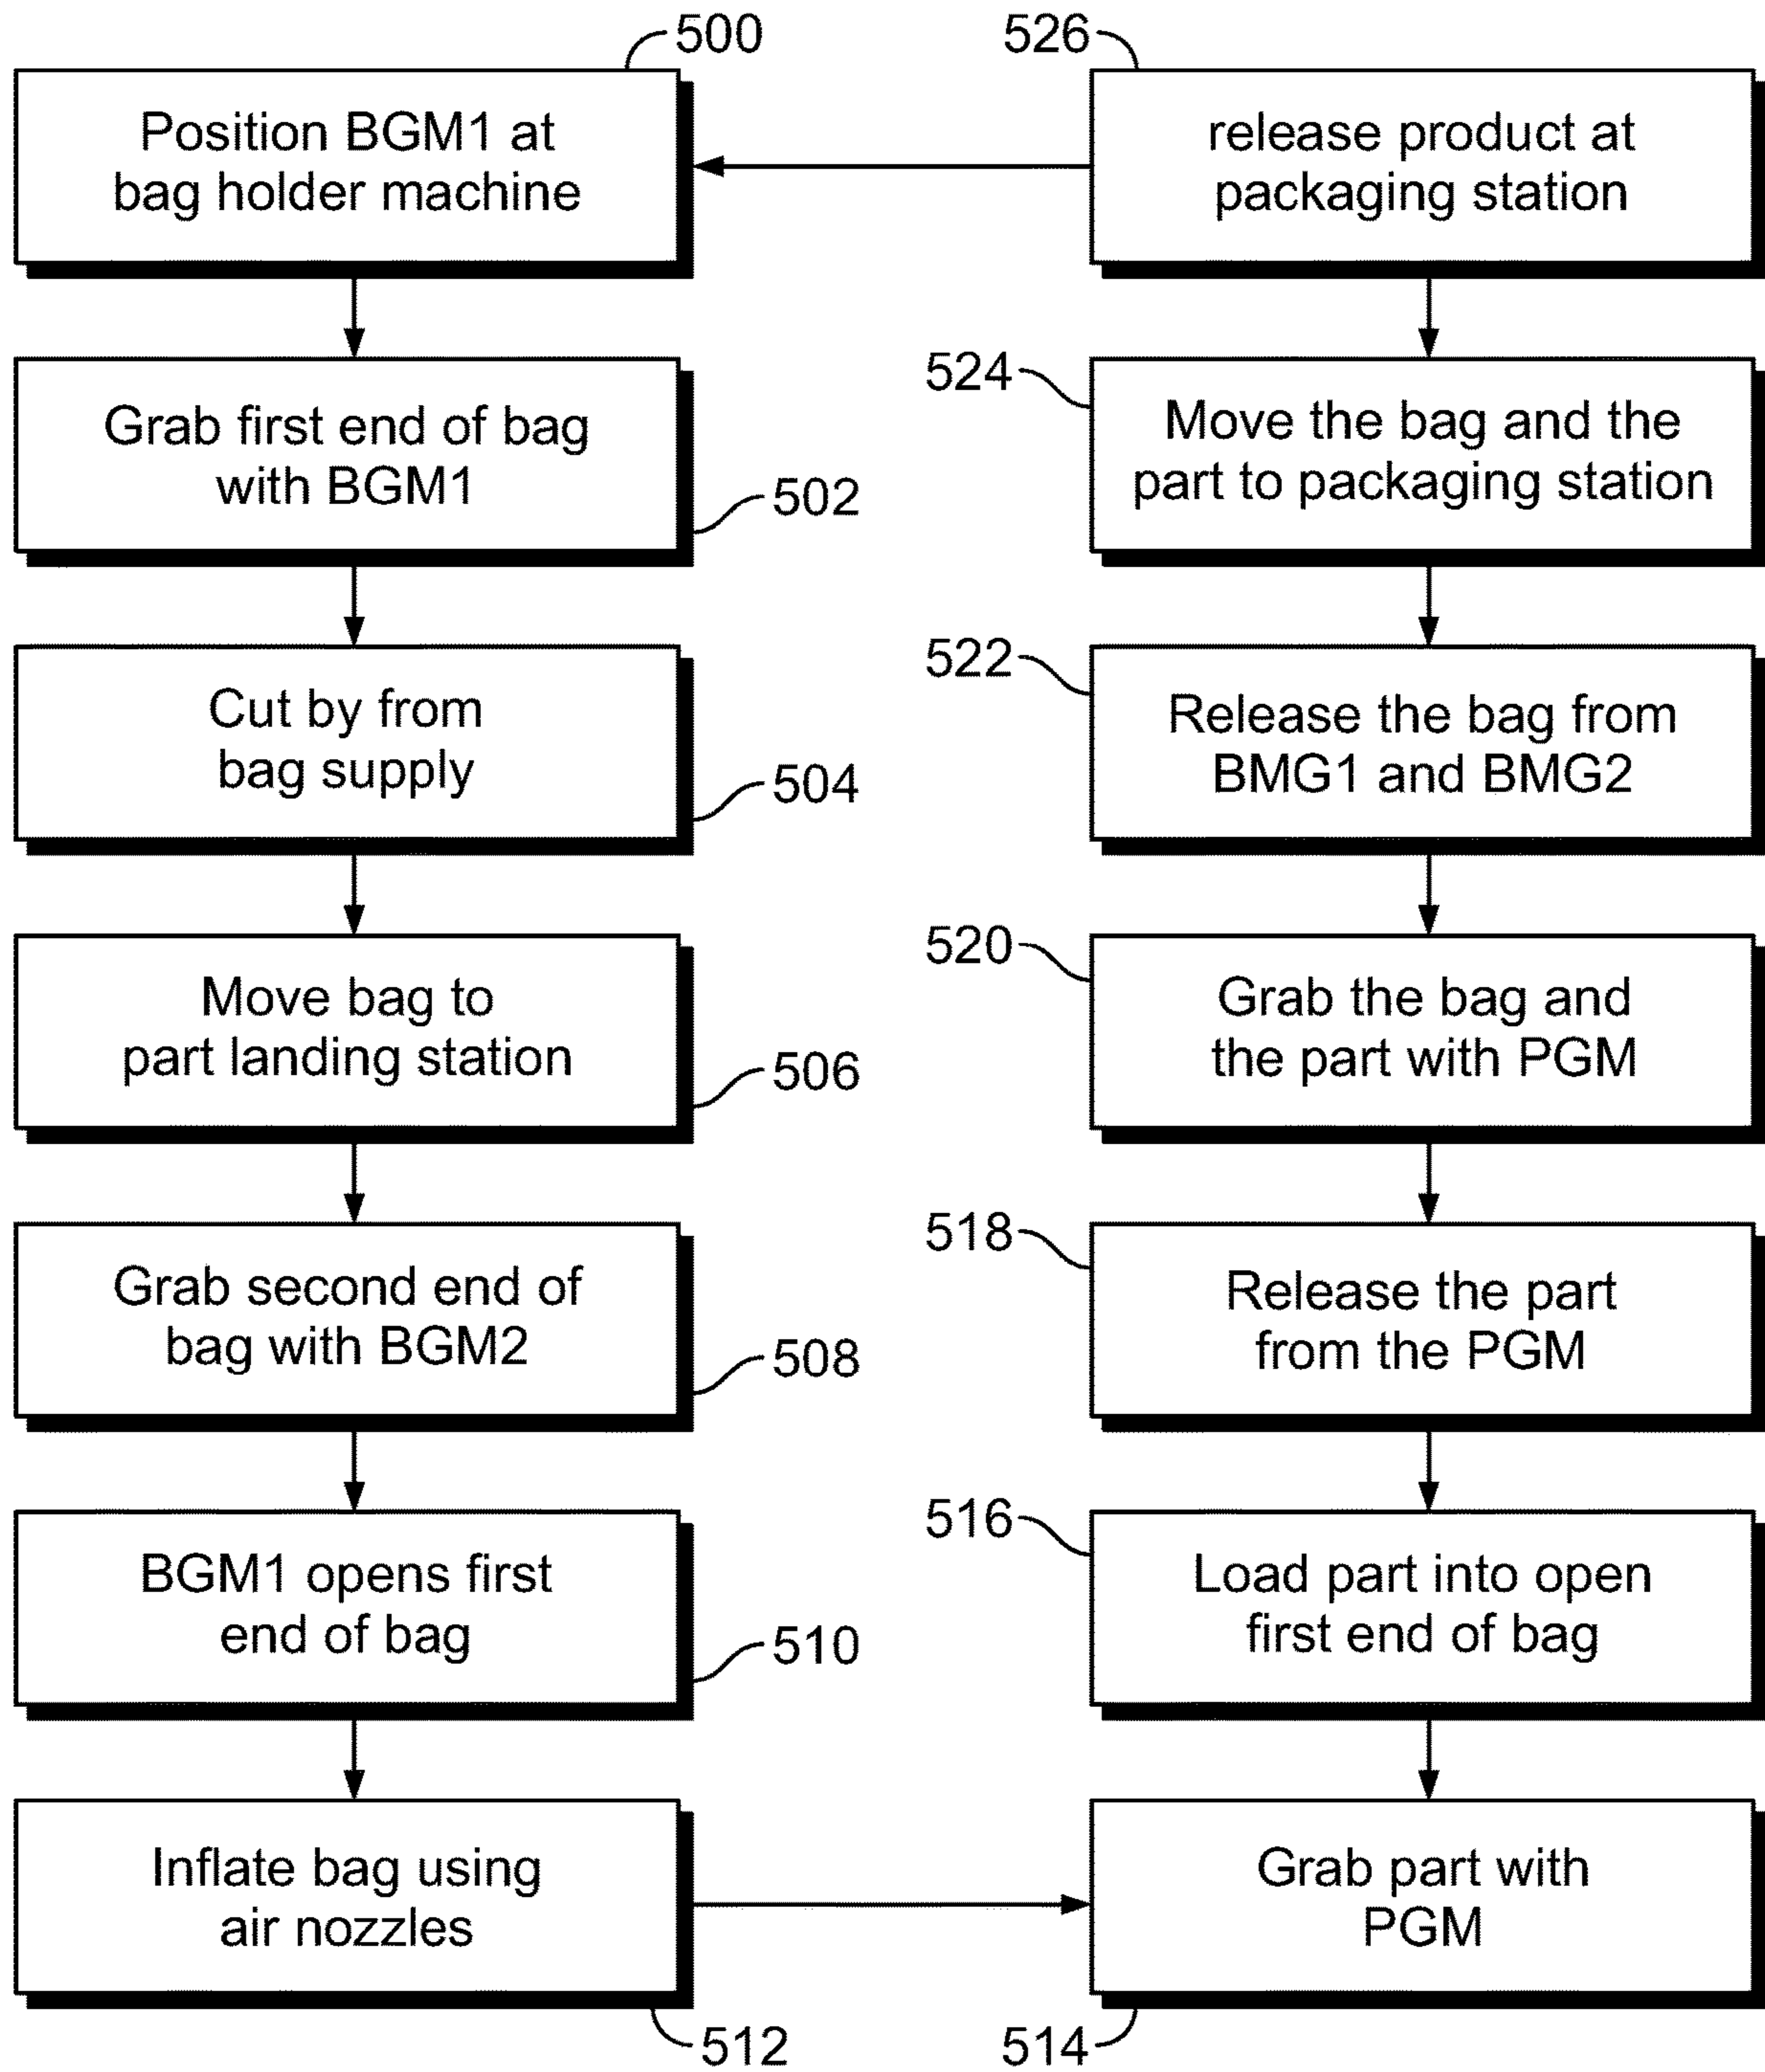 500
Position BGM1 at
bag holder machine
Grab first end of bag
with BGM1
502
Cut by from
bag supply
504
Move bag to
part landing station
506
Grab second end of
bag with BGM2
508
BGM1 opens first
end of bag
510
Inflate bag using
air nozzles
512
526
release product at
packaging station
524
Move the bag and the
part to packaging station
522
Release the bag from
BMG1 and BMG2
520
Grab the bag and
the part with PGM
518
Release the part
from the PGM
516
Load part into open
first end of bag
Grab part with
PGM
514